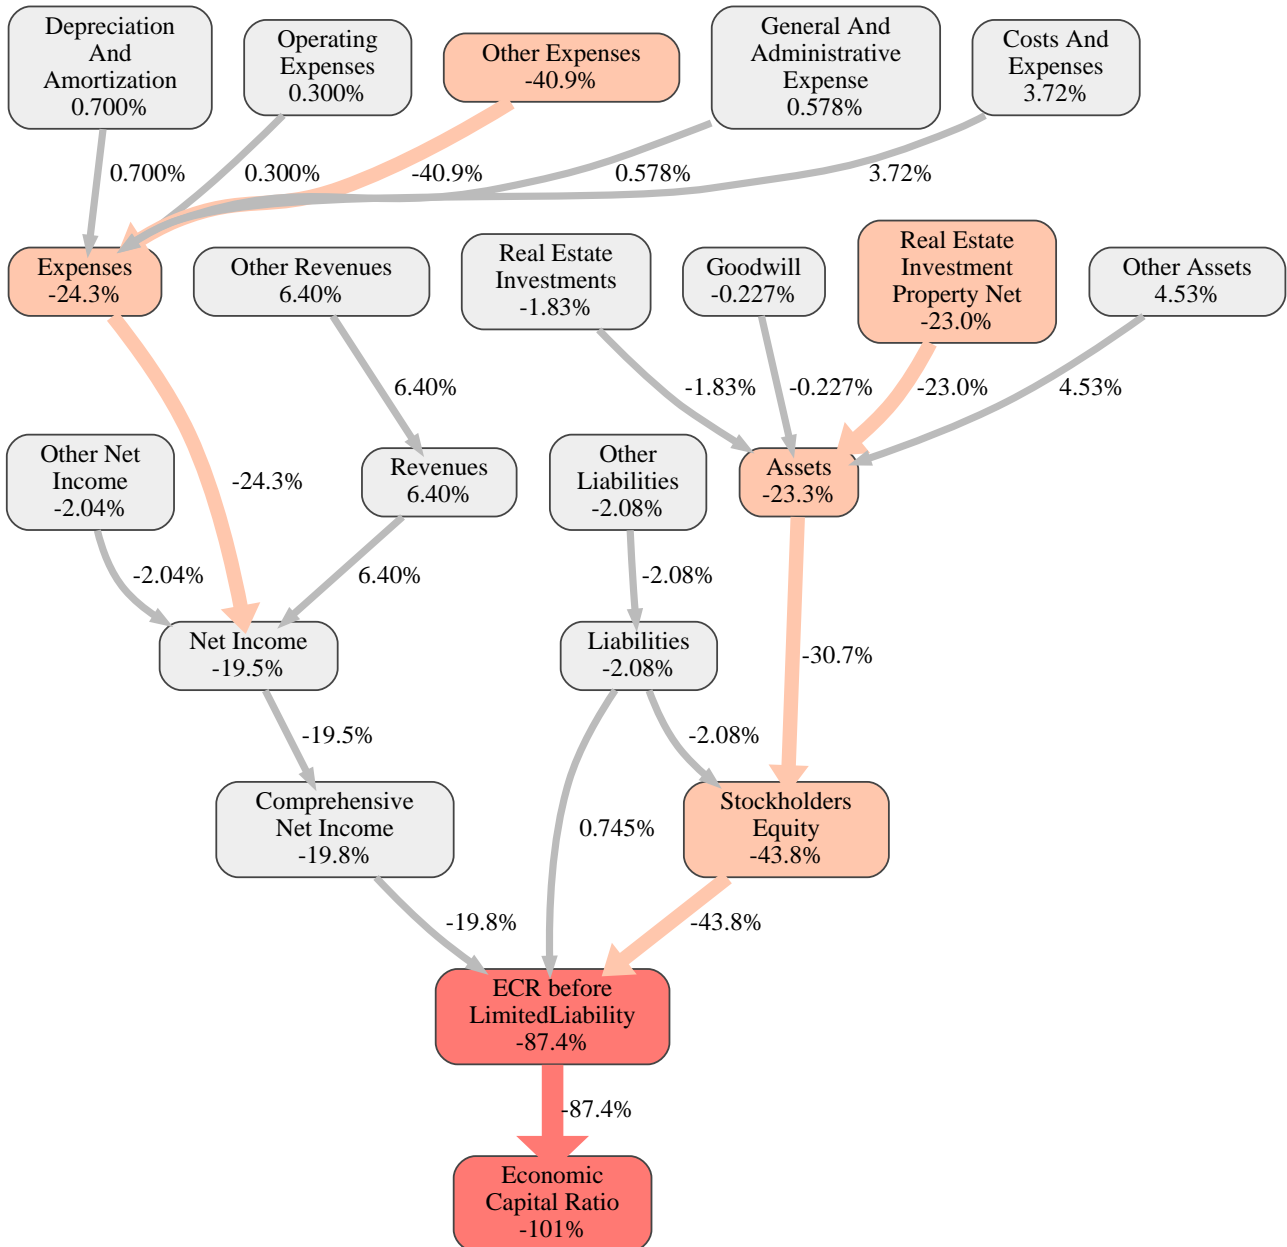 Depreciation
And
Amortization
0.700%
Operating
Expenses
0.300%
Other Expenses
-40.9%
General And
Administrative
Expense
0.578%
Costs And
Expenses
3.72%
0.700%
0.300%
-40.9%
0.578%
3.72%
Expenses
-24.3%
Other Revenues
6.40%
Real Estate
Investments
-1.83%
Goodwill
-0.227%
Real Estate
Investment
Property Net
-23.0%
Other Assets
4.53%
6.40%
-1.83%
-0.227%
-23.0%
4.53%
Other Net
Income
-2.04%
-24.3%
Revenues
6.40%
Other
Liabilities
-2.08%
Assets
-23.3%
-2.04%
6.40%
-2.08%
Net Income
-19.5%
Liabilities
-2.08%
-30.7%
-19.5%
-2.08%
Comprehensive
Net Income
-19.8%
0.745%
Stockholders
Equity
-43.8%
-19.8%
-43.8%
ECR before
LimitedLiability
-87.4%
-87.4%
Economic
Capital Ratio
-101%